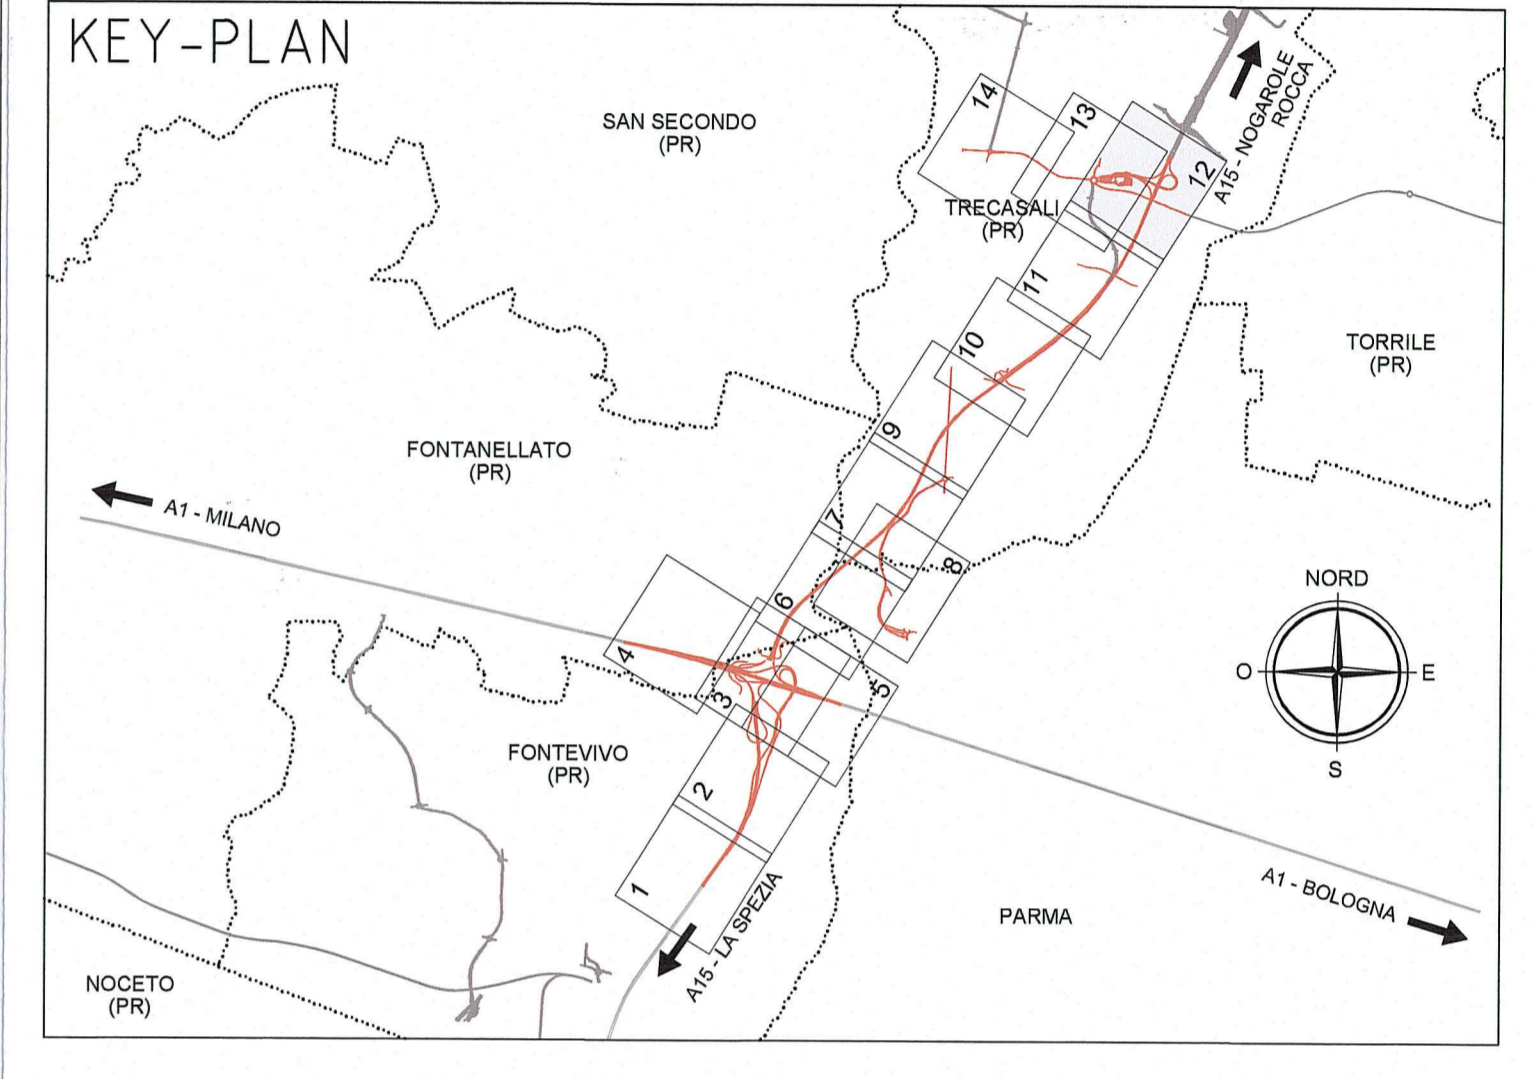 KEY-PLAN
SAN SECONDO
(PR)
14
13
12
A15 - NOGAROLE
ROCCA
TRECASALI
(PR)
11
10
TORRILE
(PR)
9
FONTANELLATO
(PR)
A1 - MILANO
7
8
6
NORD
O
E
S
4
5
3
FONTEVIVO
(PR)
2
1
A15 - LA SPEZIA
A1 - BOLOGNA
PARMA
NOCETO
(PR)